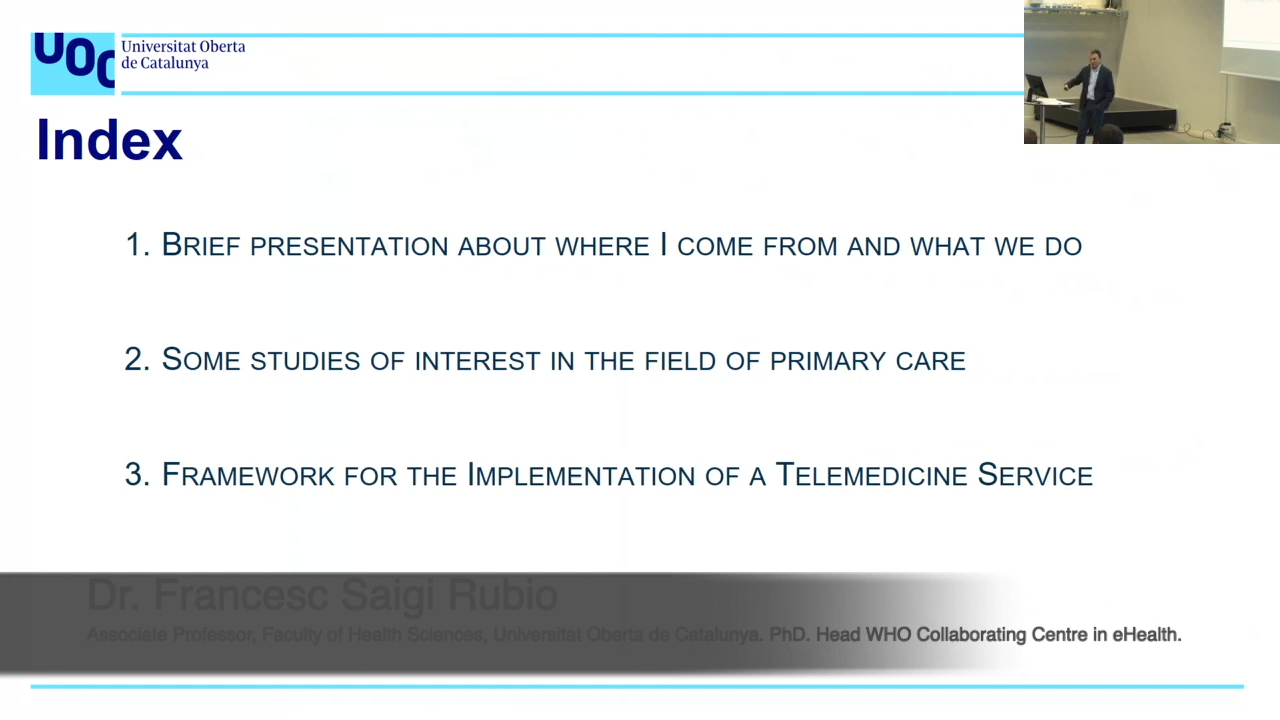 UOC
Universitat Oberta
de Catalunya
Index
1. BRIEF PRESENTATION ABOUT WHERE I COME FROM AND WHAT WE DO
2. SOME STUDIES OF INTEREST IN THE FIELD OF PRIMARY CARE
3. FRAMEWORK FOR THE IMPLEMENTATION OF A TELEMEDICINE SERVICE
Dr. Francesc Saigi Rubio
Associate Professor, Faculty of Health Sciences, Universitat Oberta de Catalunya. PhD. Head WHO Collaborating Centre in eHealth.